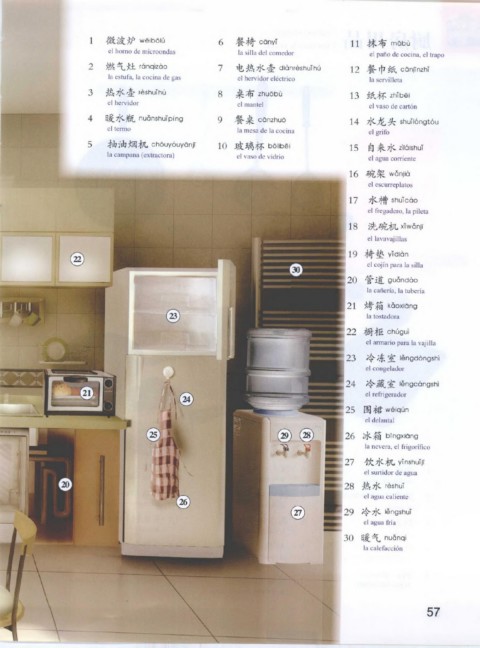 1 微波炉 wēibōlú
el horno de microondas
2 燃气灶 ránqìzào
la estufa, la cocina de gas
3 热水壶 rèshuǐhú
el hervidor
4 暖水瓶 nuǎnshuǐpíng
el termo
5 抽油烟机 chōuyóuyānjī
la campana (extractora)
6 餐椅 cānyǐ
la silla del comedor
7 电热水壶 diànrèshuǐhú
el hervidor eléctrico
8 桌布 zhuōbù
el mantel
9 餐桌 cānzhuō
la mesa de la cocina
10 玻璃杯 bōlibēi
el vaso de vidrio
11 抹布 mābù
el paño de cocina, el trapo
12 餐巾纸 cānjīnzhǐ
la servilleta
13 纸杯 zhǐbēi
el vaso de cartón
14 水龙头 shuǐlóngtóu
el grifo
15 自来水 zìláishuǐ
el agua corriente
16 碗架 wǎnjià
el escurreplatos
17 水槽 shuǐcáo
el fregadero, la pileta
18 洗碗机 xǐwǎnjī
el lavavajillas
19 椅垫 yǐdiàn
el cojín para la silla
20 管道 guǎndào
la cañería, la tubería
21 烤箱 kǎoxiāng
la tostadora
22 橱柜 chúguì
el armario para la vajilla
23 冷冻室 lěngdòngshì
el congelador
24 冷藏室 lěngcángshì
el refrigerador
25 围裙 wéiqún
el delantal
26 冰箱 bīngxiāng
la nevera, el frigorífico
27 饮水机 yǐnshuǐjī
el surtidor de agua
28 热水 rèshuǐ
el agua caliente
29 冷水 lěngshuǐ
el agua fría
30 暖气 nuǎnqì
la calefacción
22
30
23
21
24
25
29 28
20
26
27
57